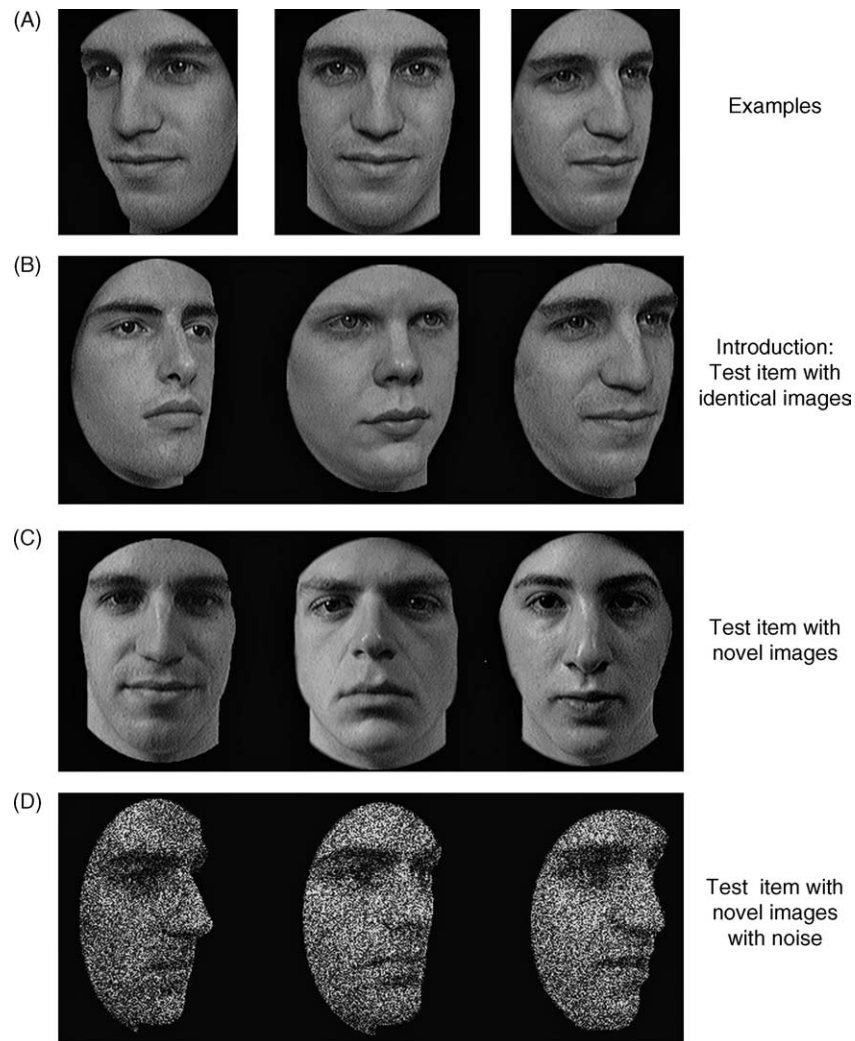 (A)
Examples
(B)
Introduction:
Test item with
identical images
(C)
Test item with
novel images
(D)
Test item with
novel images
with noise